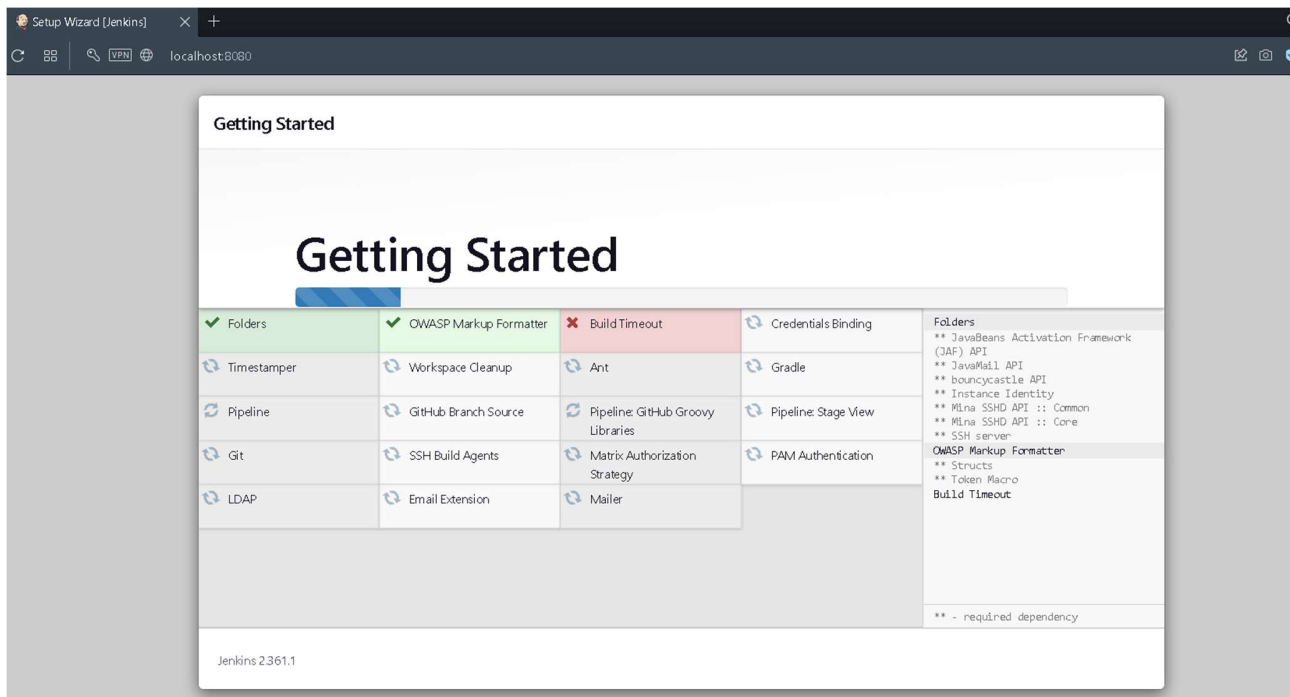 Setup Wizard [Jenkins]
VPN
localhost:8080
Getting Started
Getting Started
Folders
OWASP Markup Formatter
Build Timeout
Credentials Binding
Timestamper
Workspace Cleanup
Ant
Gradle
Pipeline
GitHub Branch Source
Pipeline: GitHub Groovy
Libraries
Pipeline: Stage View
Git
SSH Build Agents
Matrix Authorization
Strategy
PAM Authentication
LDAP
Email Extension
Mailer
Folders
** JavaBeans Activation Framework
(JAF) API
** JavaMail API
** bouncycastle API
** Instance Identity
** Mina SSHD API :: Common
** Mina SSHD API :: Core
** SSH server
OWASP Markup Formatter
** Structs
** Token Macro
Build Timeout
** - required dependency
Jenkins 2.361.1